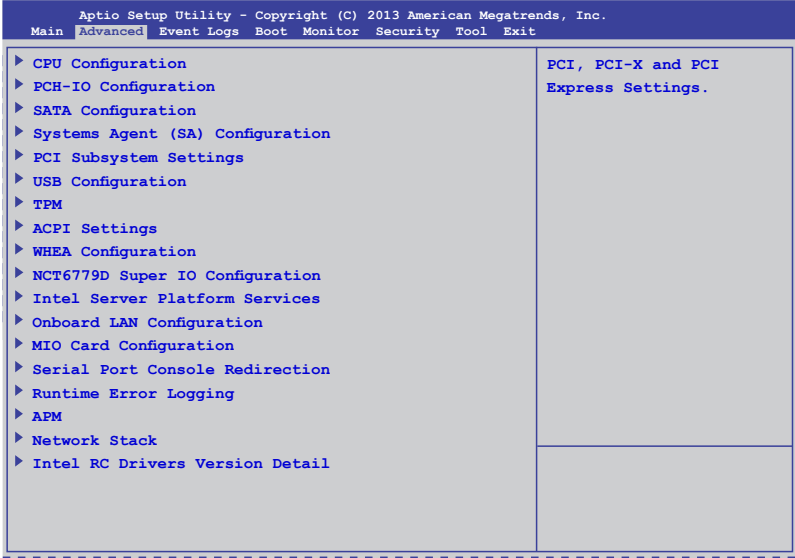 Aptio Setup Utility - Copyright (C) 2013 American Megatrends, Inc.
Main Advanced Event Logs Boot Monitor Security Tool Exit
CPU Configuration
PCH-IO Configuration
SATA Configuration
Systems Agent (SA) Configuration
PCI Subsystem Settings
USB Configuration
TPM
ACPI Settings
WHEA Configuration
NCT6779D Super IO Configuration
Intel Server Platform Services
Onboard LAN Configuration
MIO Card Configuration
Serial Port Console Redirection
Runtime Error Logging
APM
Network Stack
Intel RC Drivers Version Detail
PCI, PCI-X and PCI
Express Settings.